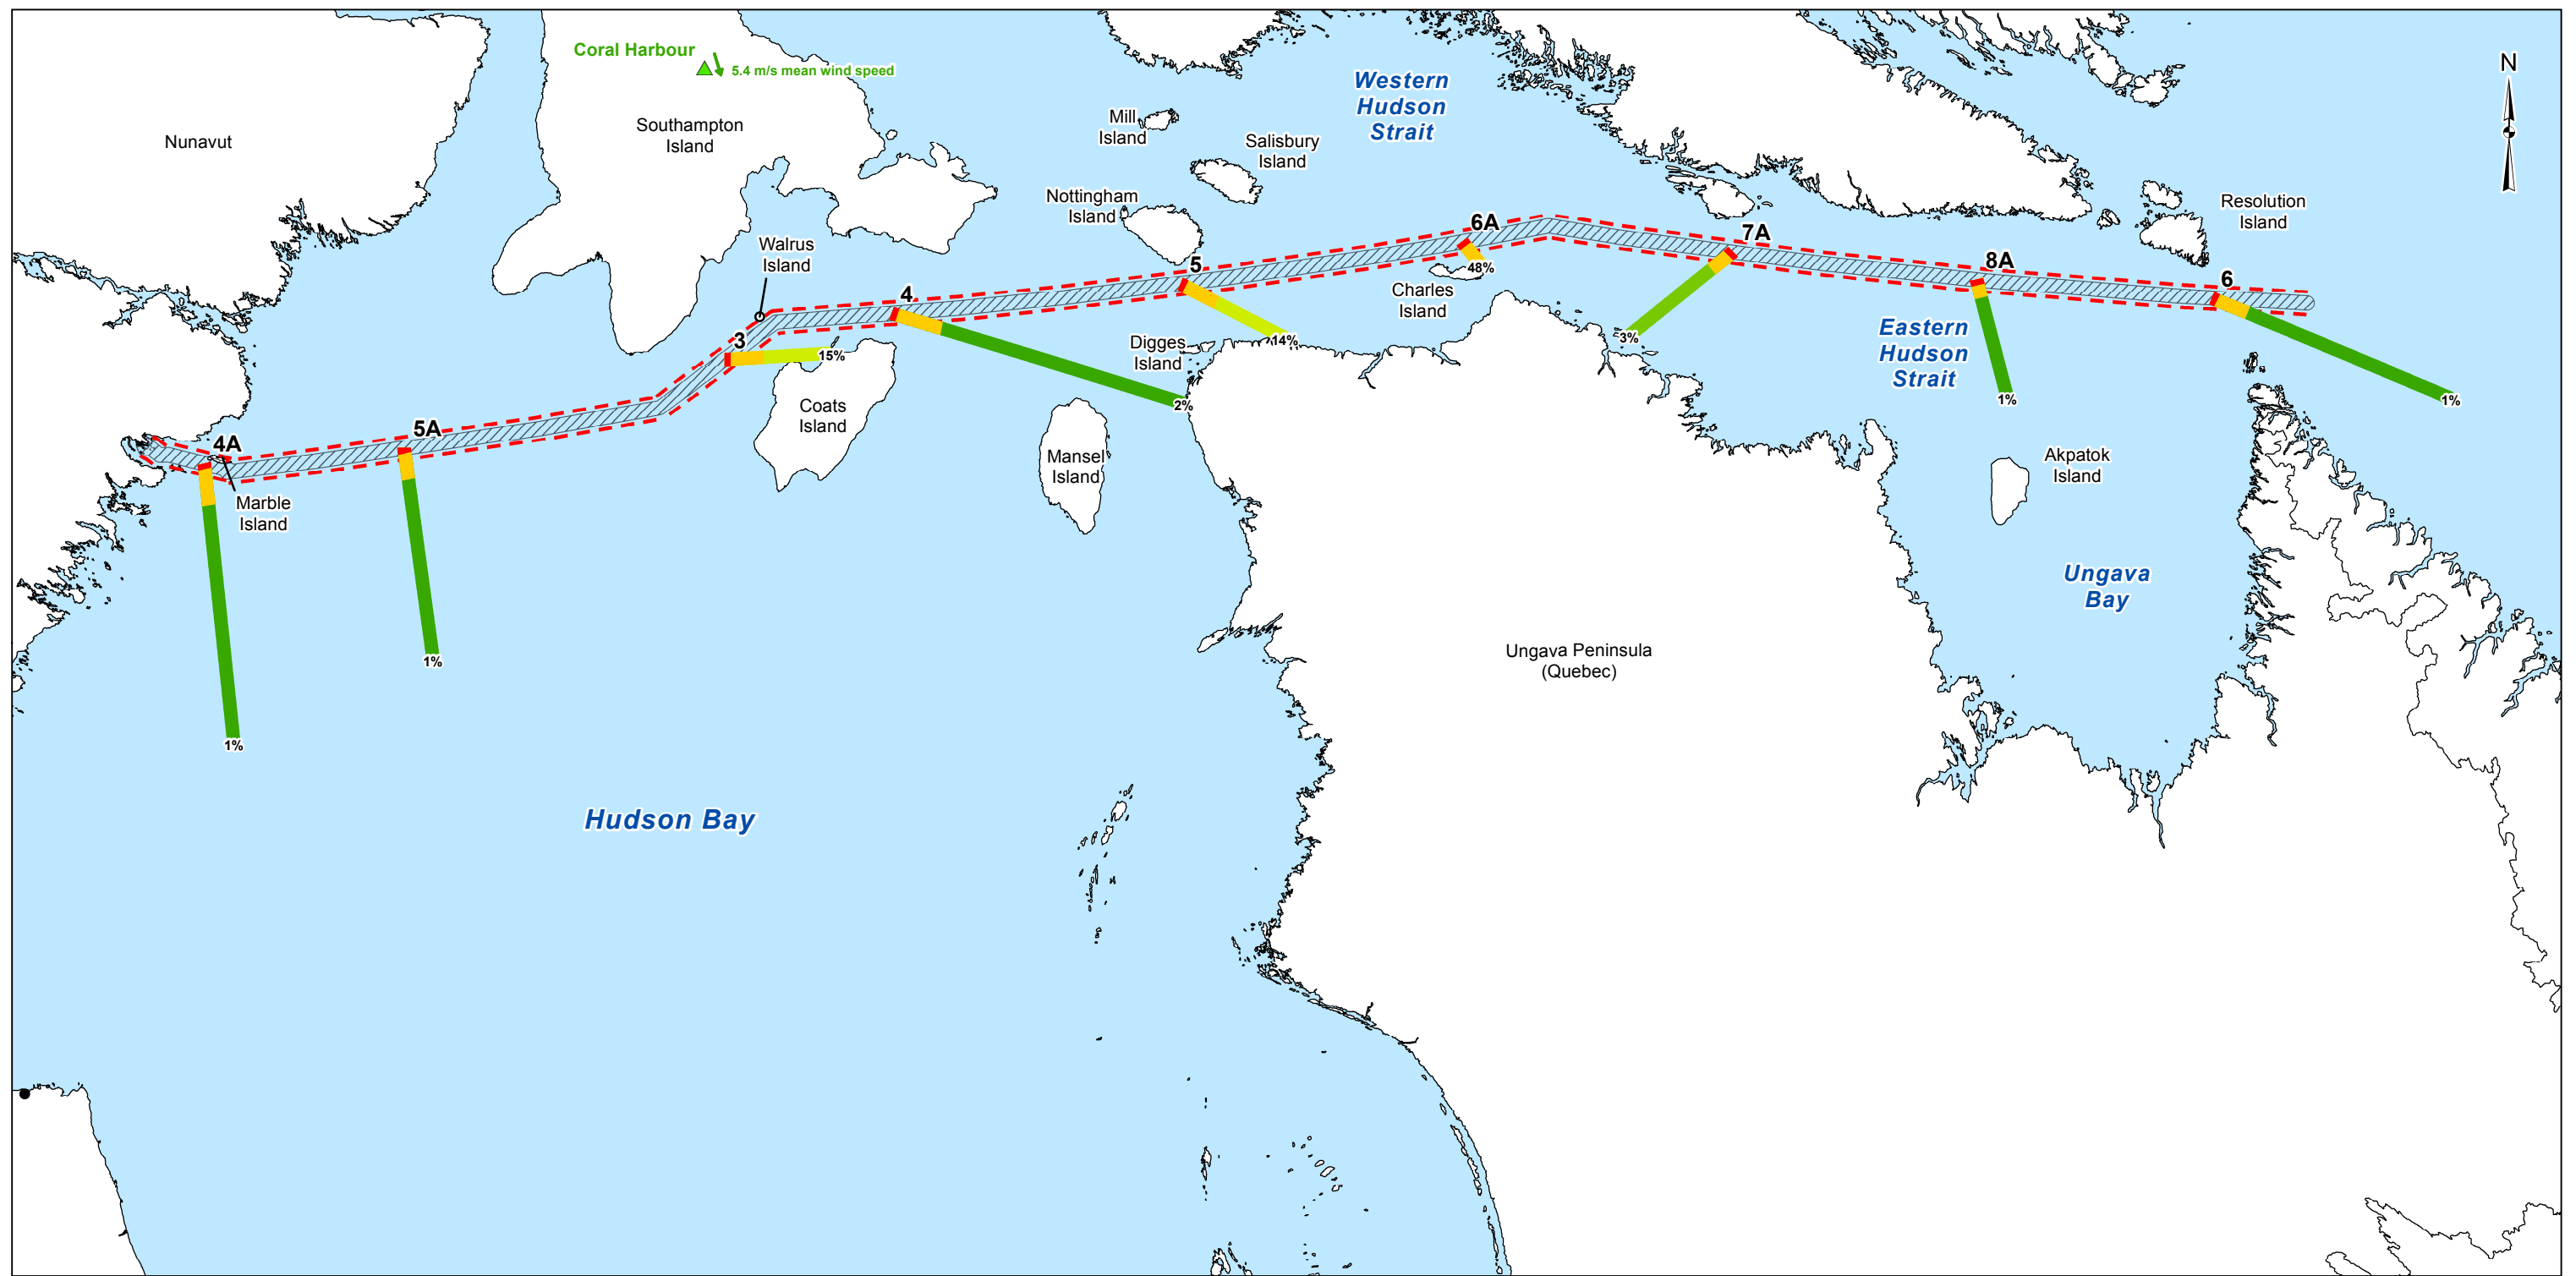 Coral Harbour
5.4 m/s mean wind speed
Nunavut
Southampton
Island
Mill
Island
Salisbury
Island
Western
Hudson
Strait
N
Nottingham
Island
Resolution
Island
Walrus
Island
6A
7A
48%
8A
5
6
4
Charles
Island
3
15%
14%
3%
Digges
Island
Eastern
Hudson
Strait
2%
1%
1%
Coats
Island
4A
5A
Mansel
Island
Akpatok
Island
Marble
Island
Ungava
Bay
1%
Ungava Peninsula
(Quebec)
1%
Hudson Bay